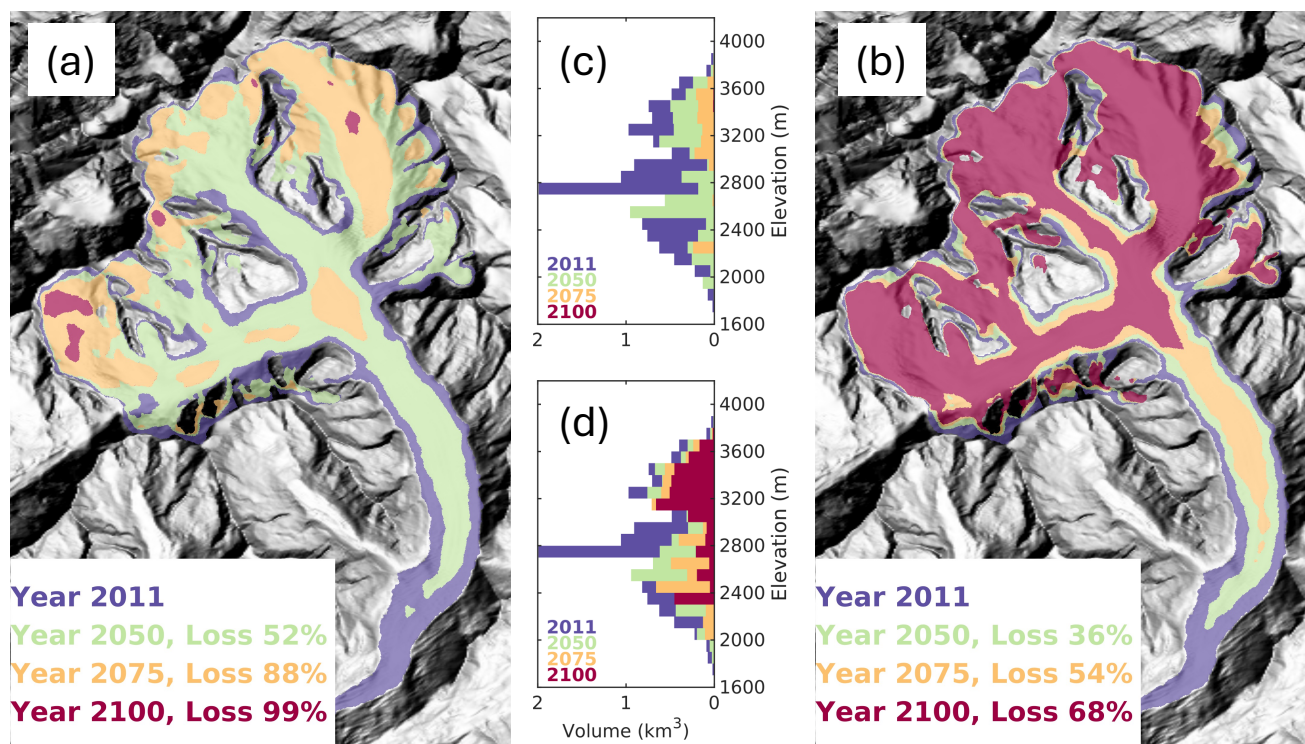 (a)
Year 2011
Year 2050, Loss 52%
Year 2075, Loss 88%
Year 2100, Loss 99%
(c)
4000
3600
3200
2800
2400
2000
1600
Elevation (m)
2011
2050
2075
2100
2 1 0
(d)
4000
3600
3200
2800
2400
2000
1600
Elevation (m)
2011
2050
2075
2100
2 1 0
Volume (km³)
(b)
Year 2011
Year 2050, Loss 36%
Year 2075, Loss 54%
Year 2100, Loss 68%